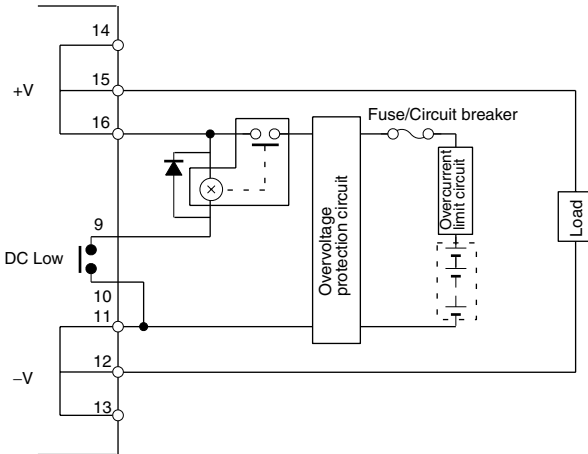 14
+V
15
16
Fuse/Circuit breaker
Overvoltage
protection circuit
Overcurrent
limit circuit
Load
9
DC Low
10
11
12
–V
13